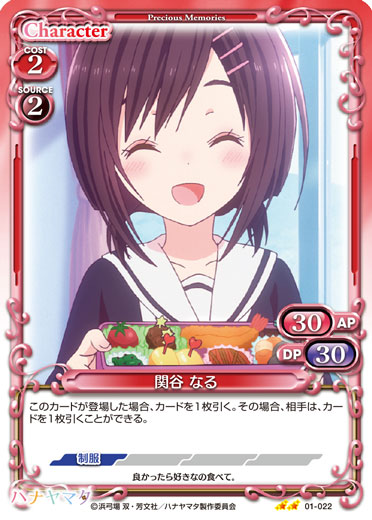 Precious Memories
Character
COST
2
SOURCE
2
30 AP
DP 30
関谷 なる
このカードが登場した場合、カードを1枚引く。その場合、相手は、カー
ドを1枚引くことができる。
制服
良かったら好きなの食べて。
ハナヤマタ
©浜弓場 双・芳文社/ハナヤマタ製作委員会
01-022